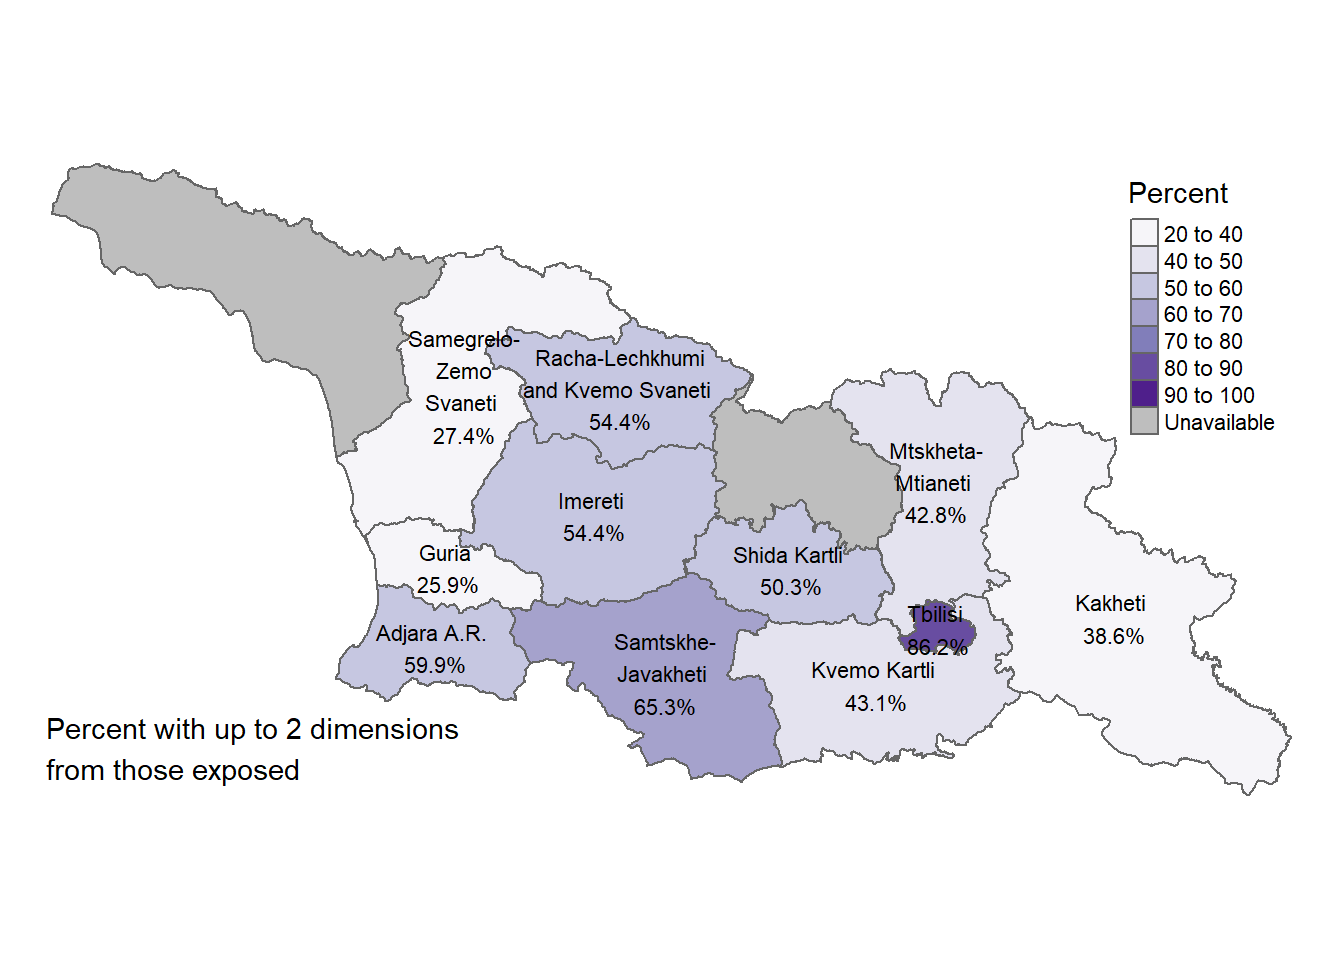 Percent
20 to 40
40 to 50
50 to 60
60 to 70
70 to 80
80 to 90
90 to 100
Unavailable
Samegrelo-
Zemo
Svaneti
27.4%
Racha-Lechkhumi
and Kvemo Svaneti
54.4%
Mtskheta-
Mtianeti
42.8%
Imereti
54.4%
Guria
25.9%
Shida Kartli
50.3%
Adjara A.R.
59.9%
Samtskhe-
Javakheti
65.3%
Tbilisi
86.2%
Kvemo Kartli
43.1%
Kakheti
38.6%
Percent with up to 2 dimensions
from those exposed